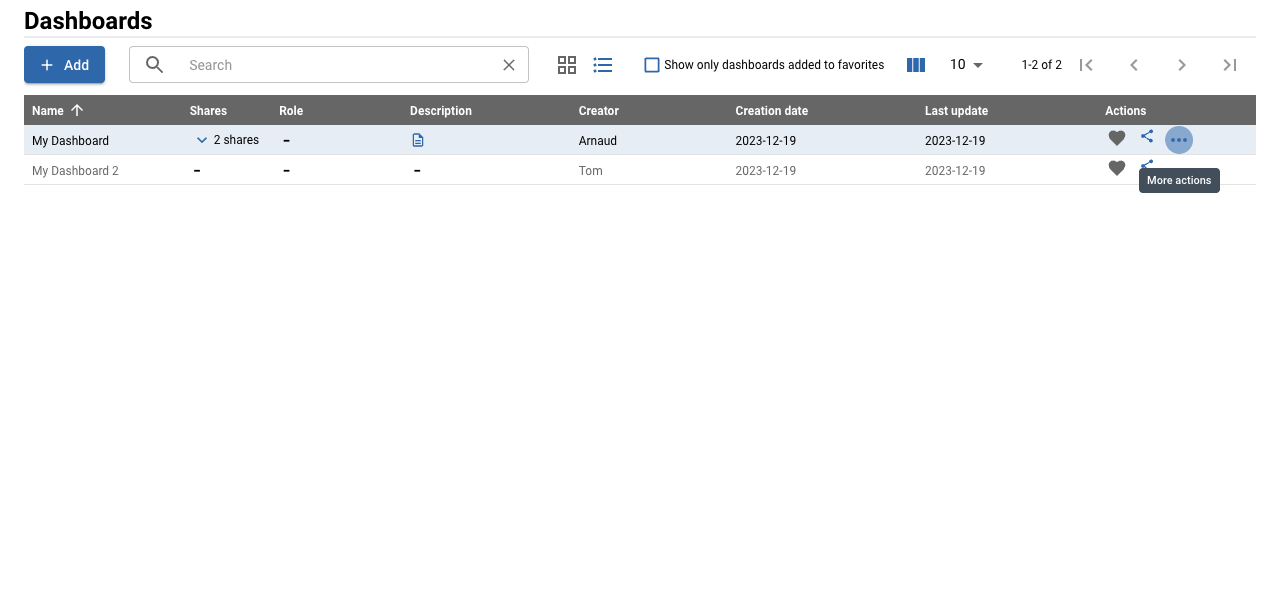 Dashboards
Add
Search
Show only dashboards added to favorites
10
1-2 of 2
Name Shares Role Description Creator Creation date Last update Actions
My Dashboard 2 shares - Arnaud 2023-12-19 2023-12-19
My Dashboard 2 - - - Tom 2023-12-19 2023-12-19
More actions